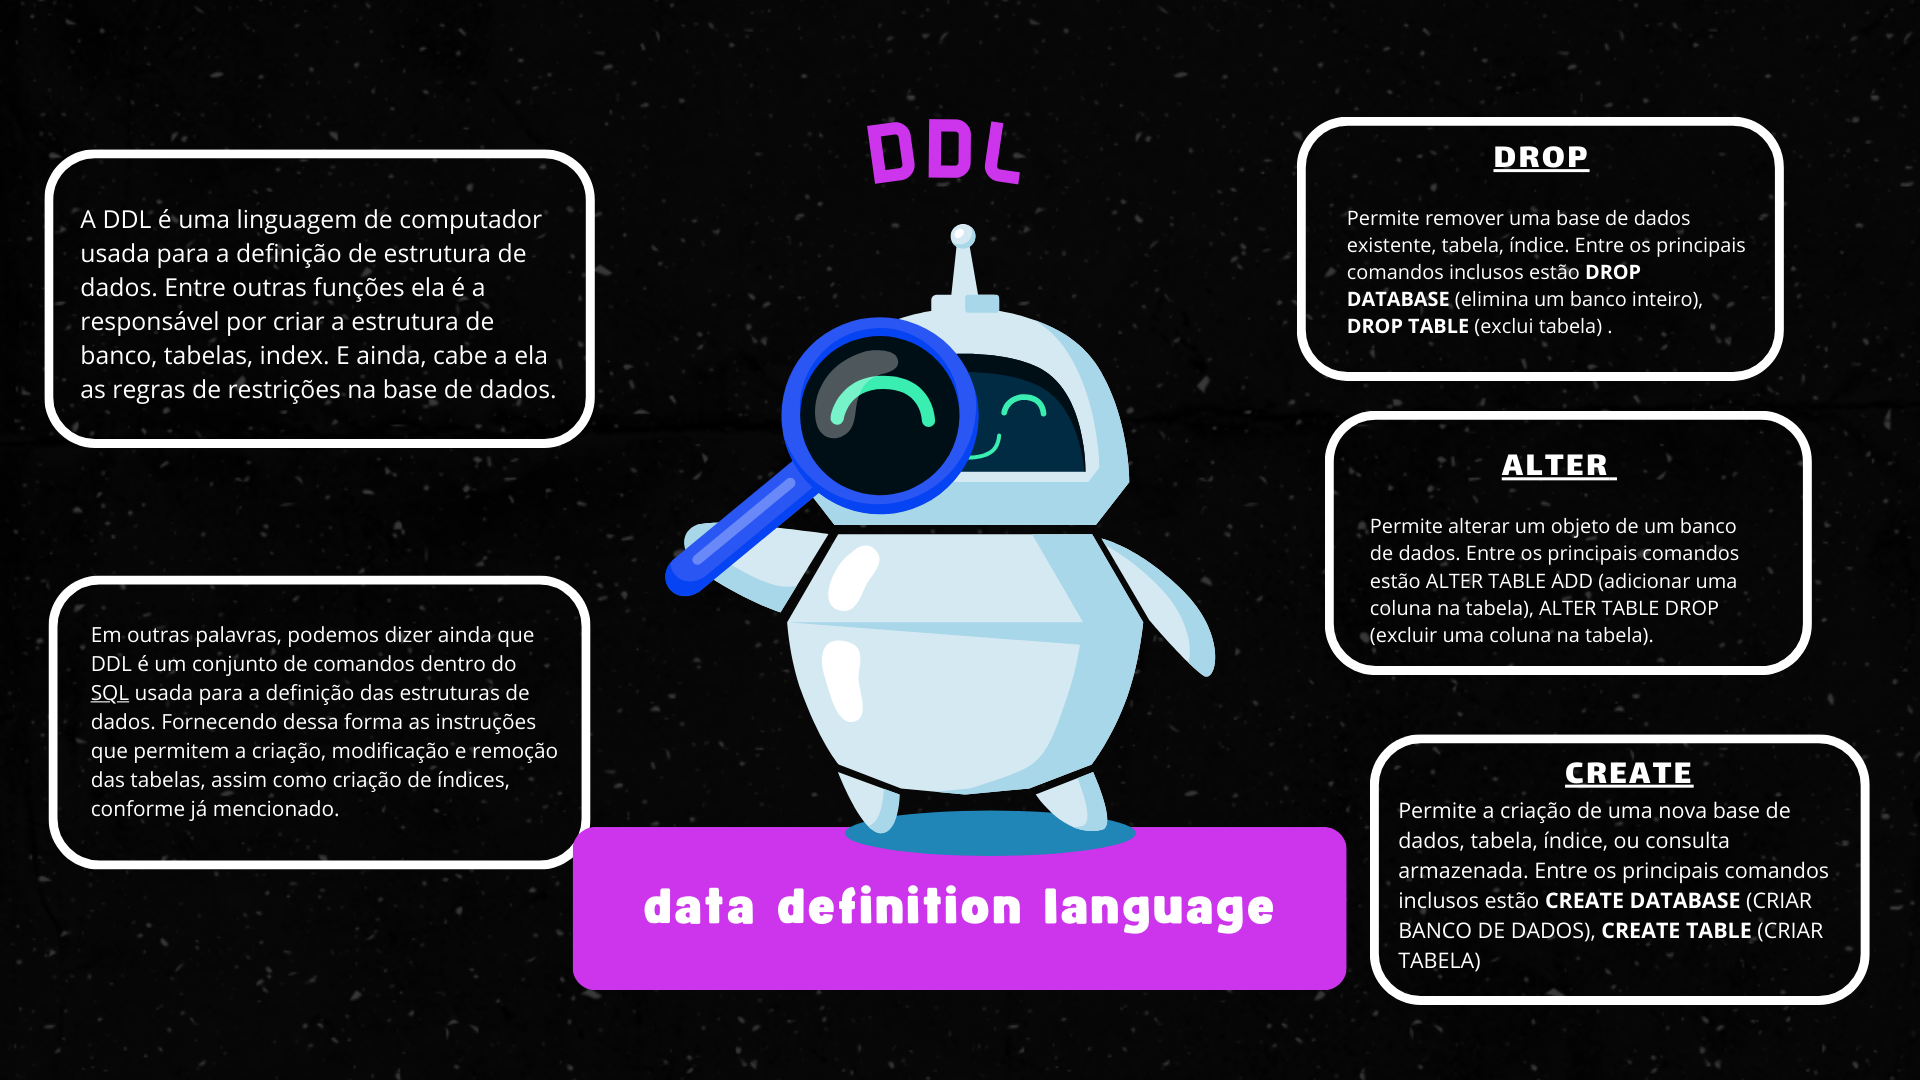 DDL
A DDL é uma linguagem de computador
usada para a definição de estrutura de
dados. Entre outras funções ela é a
responsável por criar a estrutura de
banco, tabelas, index. E ainda, cabe a ela
as regras de restrições na base de dados.
Em outras palavras, podemos dizer ainda que
DDL é um conjunto de comandos dentro do
SQL usada para a definição das estruturas de
dados. Fornecendo dessa forma as instruções
que permitem a criação, modificação e remoção
das tabelas, assim como criação de índices,
conforme já mencionado.
data definition language
DROP
Permite remover uma base de dados
existente, tabela, índice. Entre os principais
comandos inclusos estão DROP
DATABASE (elimina um banco inteiro),
DROP TABLE (exclui tabela) .
ALTER
Permite alterar um objeto de um banco
de dados. Entre os principais comandos
estão ALTER TABLE ADD (adicionar uma
coluna na tabela), ALTER TABLE DROP
(excluir uma coluna na tabela).
CREATE
Permite a criação de uma nova base de
dados, tabela, índice, ou consulta
armazenada. Entre os principais comandos
inclusos estão CREATE DATABASE (CRIAR
BANCO DE DADOS), CREATE TABLE (CRIAR
TABELA)